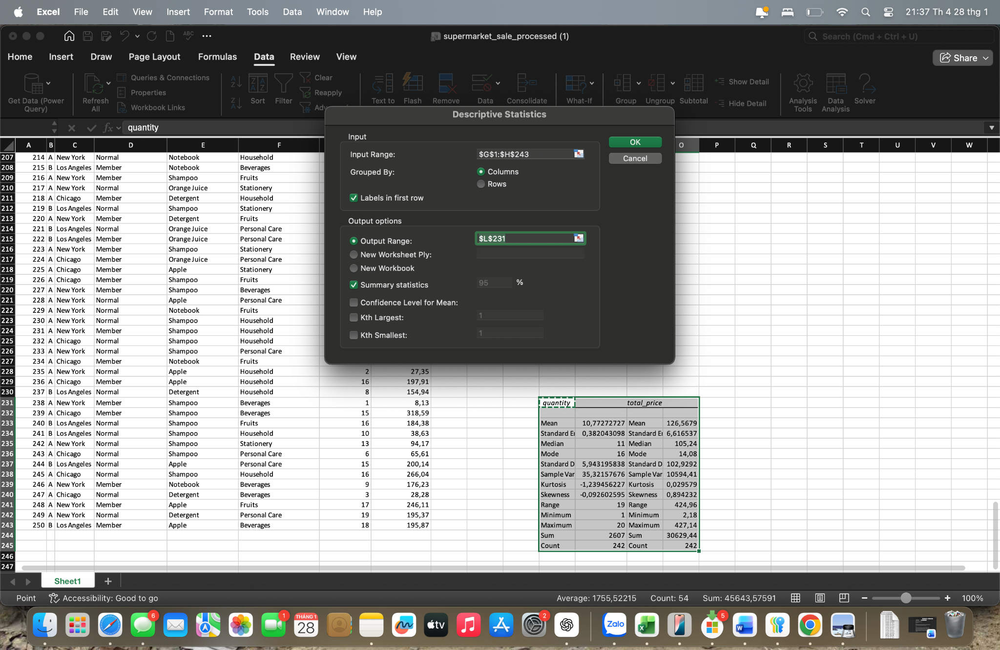 Excel File Edit View Insert Format Tools Data Window Help 21:37 Th 4 28 thg 1
ABC supermarket_sale_processed (1) Search (Cmd + Ctrl + U)
Home Insert Draw Page Layout Formulas Data Review View Share
Get Data (Power Query) Refresh All Queries & Connections Properties Workbook Links Sort Filter Clear Reapply Text to Flash Remove Data Consolidate What-If Group Ungroup Subtotal Show Detail Hide Detail Analysis Tools Data Analysis Solver
fx quantity
Descriptive Statistics
Input
Input Range: $G$1:$H$243
Grouped By: Columns
Rows
Labels in first row
OK
Cancel
Output options
Output Range: $L$231
New Worksheet Ply:
New Workbook
Summary statistics 95 %
Confidence Level for Mean:
Kth Largest: 1
Kth Smallest: 1
A B C D E F O P Q R S T U V W
207 214 A New York Normal Notebook Household
208 215 B Los Angeles Member Notebook Beverages
209 216 A New York Member Shampoo Fruits
210 217 A New York Normal Orange Juice Stationery
211 218 A Chicago Member Detergent Household
212 219 B Los Angeles Normal Shampoo Stationery
213 220 A New York Member Detergent Fruits
214 221 B Los Angeles Normal Orange Juice Personal Care
215 222 B Los Angeles Member Orange Juice Personal Care
216 223 A New York Member Shampoo Stationery
217 224 A Chicago Member Orange Juice Personal Care
218 225 A Chicago Member Apple Stationery
219 226 A Chicago Member Shampoo Fruits
220 227 A New York Member Shampoo Beverages
221 228 A New York Normal Apple Personal Care
222 229 A New York Normal Notebook Fruits
223 230 A New York Normal Shampoo Household
224 231 A New York Member Shampoo Household
225 232 A Chicago Normal Shampoo Household
226 233 A New York Normal Shampoo Personal Care
227 234 A Chicago Member Notebook Fruits
228 235 A New York Normal Apple Household 2 27,35
229 236 A Chicago Member Apple Household 16 197,91
230 237 B Los Angeles Normal Detergent Household 8 154,94
231 238 A New York Member Shampoo Beverages 1 8,13 quantity total_price
232 239 A Chicago Member Shampoo Beverages 15 318,59
233 240 B Los Angeles Normal Shampoo Fruits 16 184,38 Mean 10,77272727 Mean 126,5679
234 241 B Los Angeles Normal Shampoo Household 10 38,63 Standard Er 0,382043098 Standard Er 6,616537
235 242 A New York Normal Shampoo Stationery 13 94,17 Median 11 Median 105,24
236 243 A Chicago Normal Shampoo Personal Care 6 65,61 Mode 16 Mode 14,08
237 244 B Los Angeles Normal Apple Personal Care 15 200,14 Standard D 5,943195838 Standard D 102,9292
238 245 A Chicago Normal Shampoo Household 16 266,04 Sample Var 35,32157676 Sample Var 10594,41
239 246 A New York Member Notebook Beverages 9 176,23 Kurtosis -1,239456227 Kurtosis 0,029579
240 247 A Chicago Normal Detergent Beverages 3 28,28 Skewness -0,092602595 Skewness 0,894232
241 248 A New York Member Apple Fruits 17 246,11 Range 19 Range 424,96
242 249 A New York Normal Detergent Personal Care 19 195,37 Minimum 1 Minimum 2,18
243 250 B Los Angeles Member Apple Beverages 18 195,87 Maximum 20 Maximum 427,14
244 Sum 2607 Sum 30629,44
245 Count 242 Count 242
246
247
Sheet1 +
Point Accessibility: Good to go Average: 1755,52215 Count: 54 Sum: 45643,57591 100%
6 1 THÁNG 1 28 tv 2 Zalo 5 W XLSX